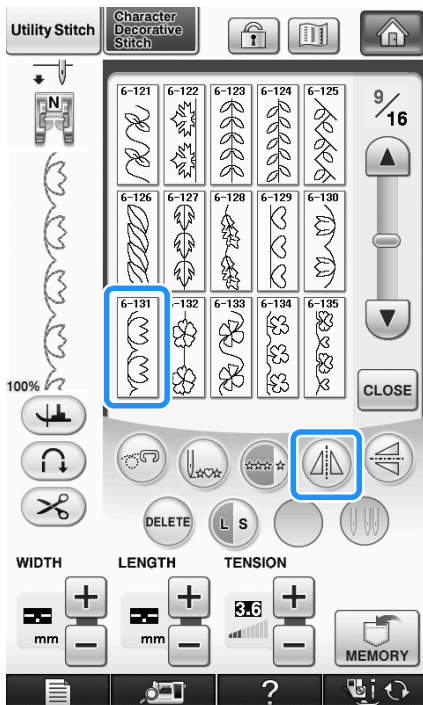 Utility Stitch
Character
Decorative
Stitch
N
6-121 6-122 6-123 6-124 6-125
9/16
6-126 6-127 6-128 6-129 6-130
6-131 6-132 6-133 6-134 6-135
100%
CLOSE
DELETE
L S
WIDTH LENGTH TENSION
+ + +
3.6
mm mm
- - -
MEMORY
?